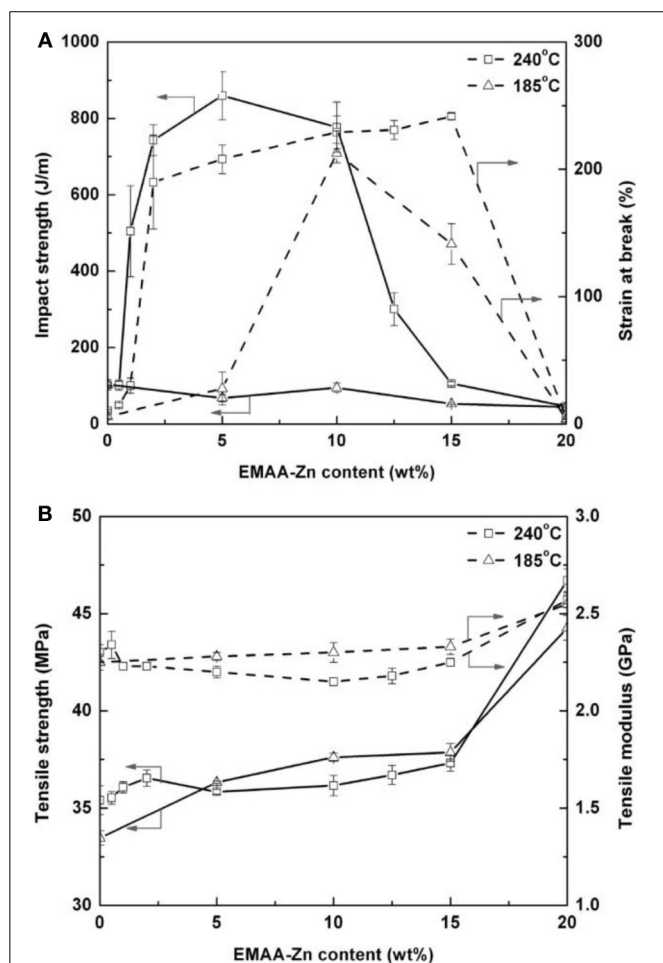 A
1000
800
600
400
200
0
Impact strength (J/m)
300
200
100
0
Strain at break (%)
240°C
185°C
0 5 10 15 20
EMAA-Zn content (wt%)
B
50
45
40
35
30
Tensile strength (MPa)
3.0
2.5
2.0
1.5
1.0
Tensile modulus (GPa)
240°C
185°C
0 5 10 15 20
EMAA-Zn content (wt%)